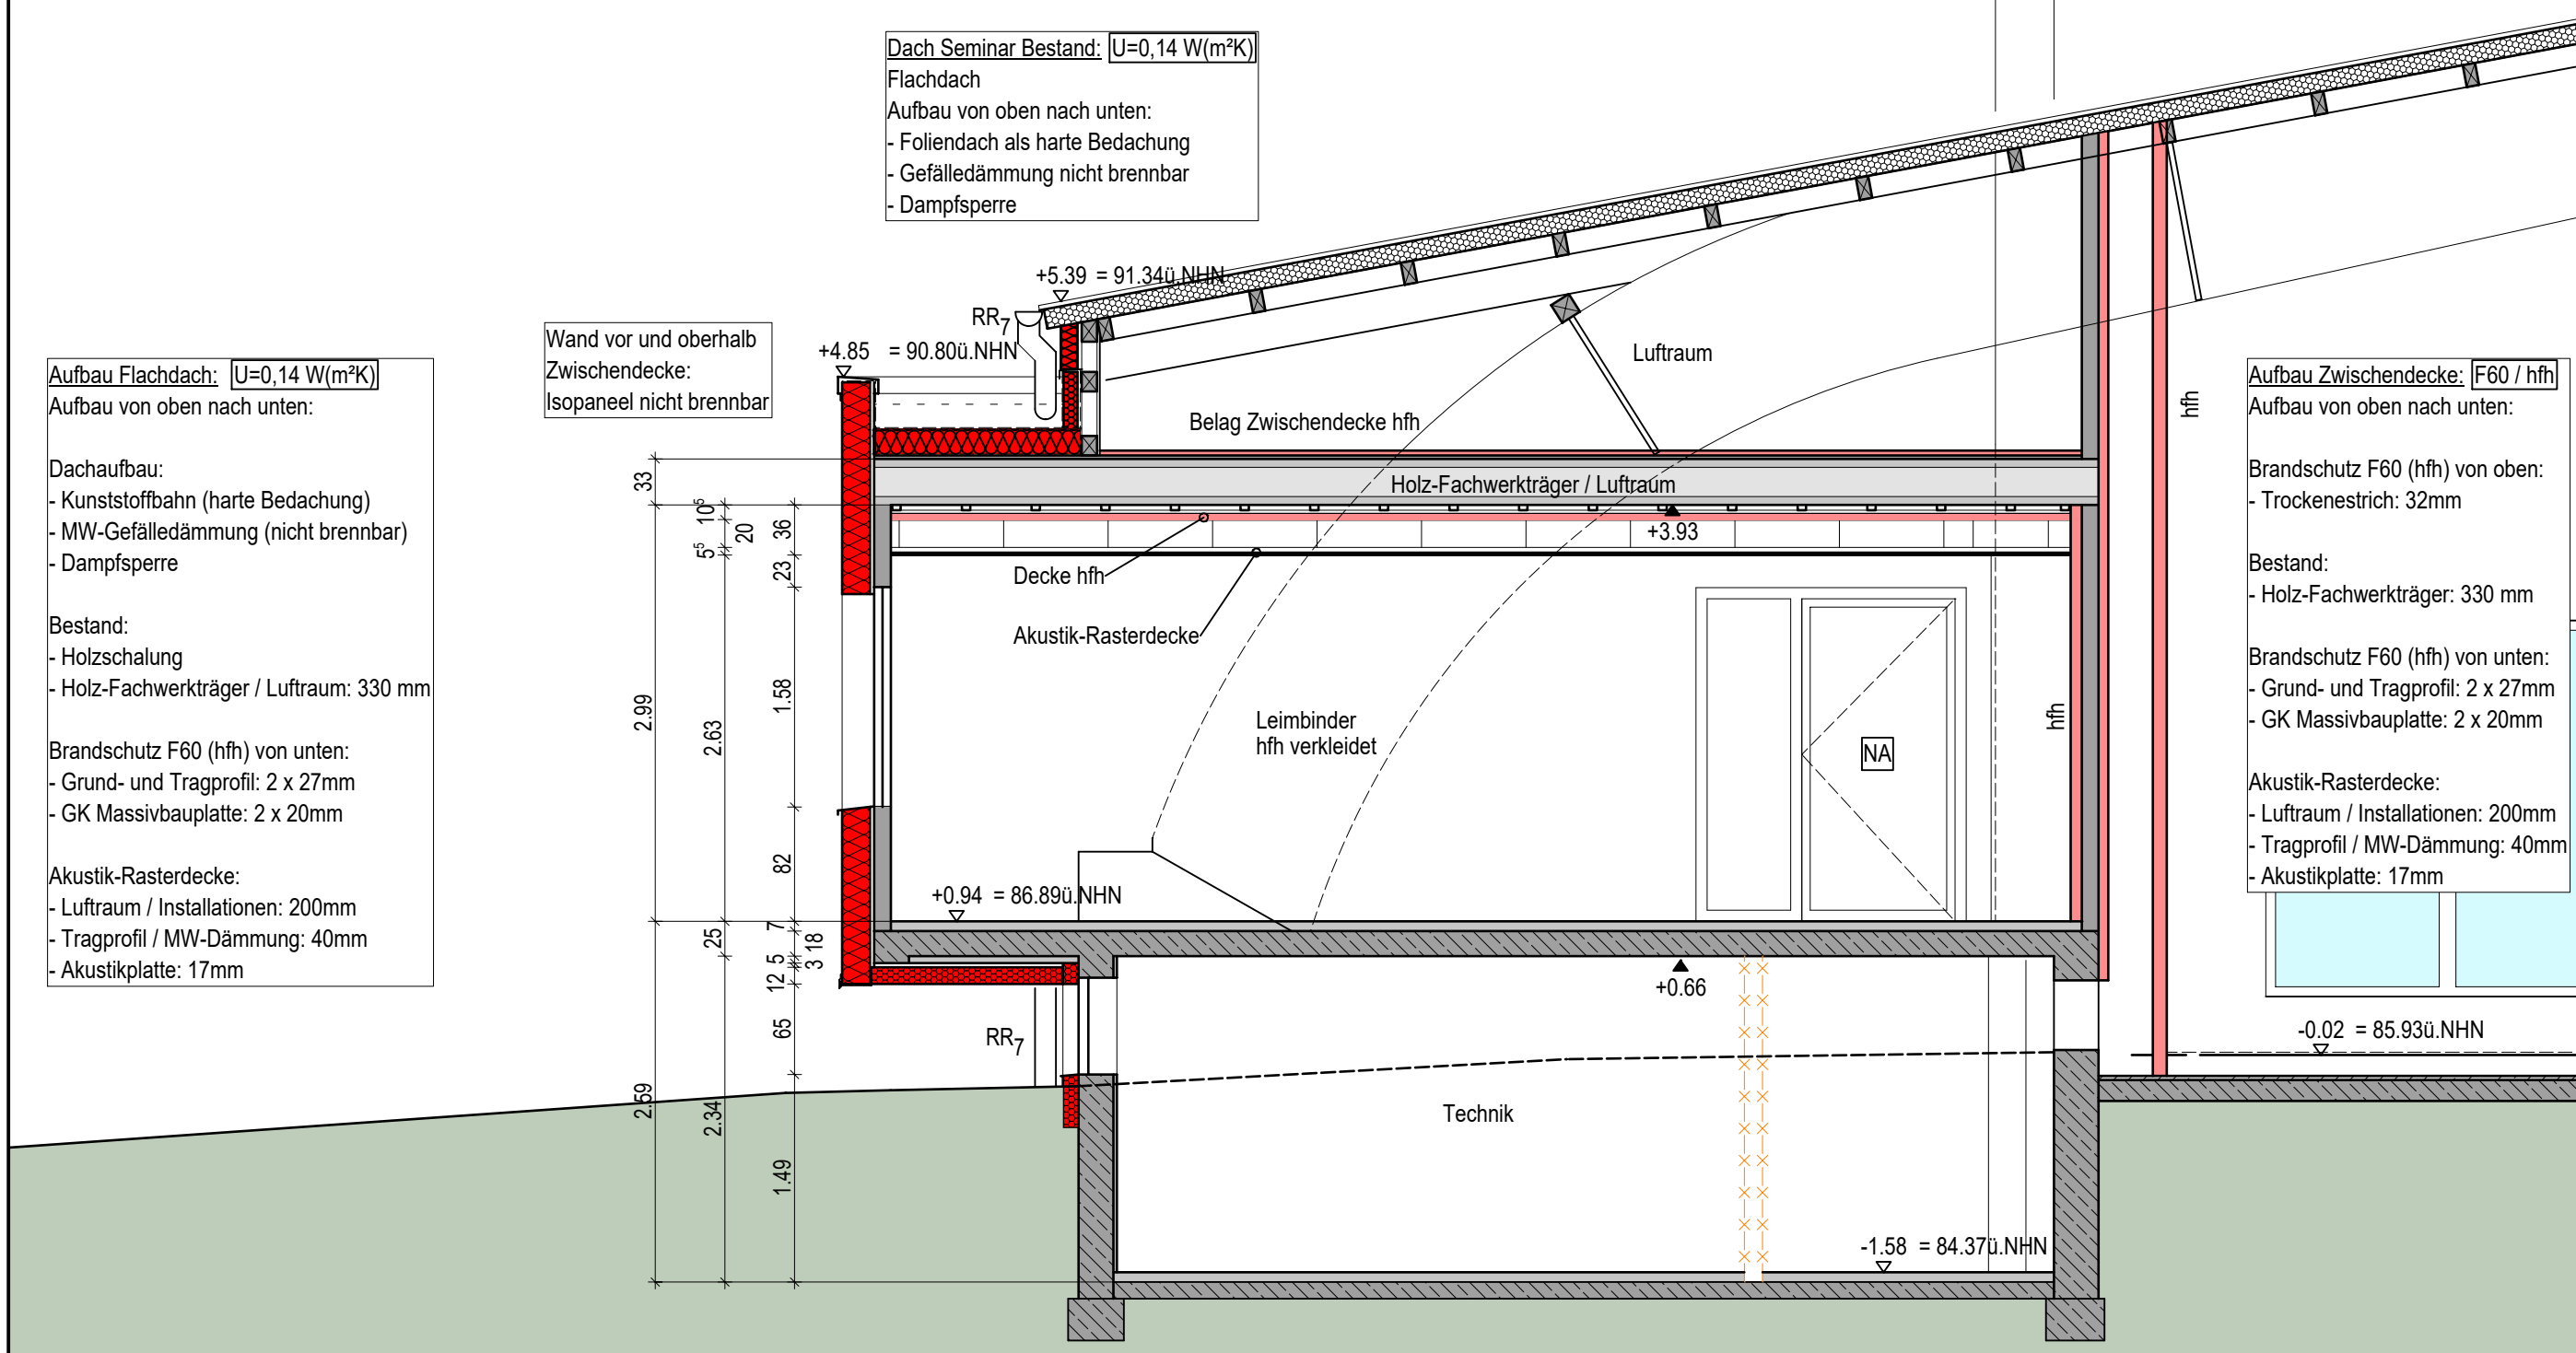 Dach Seminar Bestand: U=0,14 W(m²K)
Flachdach
Aufbau von oben nach unten:
- Foliendach als harte Bedachung
- Gefälledämmung nicht brennbar
- Dampfsperre
+5.39 = 91.34ü.NHN
RR7
+4.85 = 90.80ü.NHN
Wand vor und oberhalb
Zwischendecke:
Isopaneel nicht brennbar
Aufbau Flachdach: U=0,14 W(m²K)
Aufbau von oben nach unten:
Dachaufbau:
- Kunststoffbahn (harte Bedachung)
- MW-Gefälledämmung (nicht brennbar)
- Dampfsperre
Bestand:
- Holzschalung
- Holz-Fachwerkträger / Luftraum: 330 mm
Brandschutz F60 (hfh) von unten:
- Grund- und Tragprofil: 2 x 27mm
- GK Massivbauplatte: 2 x 20mm
Akustik-Rasterdecke:
- Luftraum / Installationen: 200mm
- Tragprofil / MW-Dämmung: 40mm
- Akustikplatte: 17mm
33
2.99
2.59
10⁵
20
5⁵
2.63
25
2.34
36
23
1.58
82
7
18
5
3
12
65
1.49
Luftraum
Belag Zwischendecke hfh
Holz-Fachwerkträger / Luftraum
+3.93
Decke hfh
Akustik-Rasterdecke
Leimbinder
hfh verkleidet
NA
hfh
hfh
+0.94 = 86.89ü.NHN
+0.66
RR7
Technik
-1.58 = 84.37ü.NHN
Aufbau Zwischendecke: F60 / hfh
Aufbau von oben nach unten:
Brandschutz F60 (hfh) von oben:
- Trockenestrich: 32mm
Bestand:
- Holz-Fachwerkträger: 330 mm
Brandschutz F60 (hfh) von unten:
- Grund- und Tragprofil: 2 x 27mm
- GK Massivbauplatte: 2 x 20mm
Akustik-Rasterdecke:
- Luftraum / Installationen: 200mm
- Tragprofil / MW-Dämmung: 40mm
- Akustikplatte: 17mm
-0.02 = 85.93ü.NHN